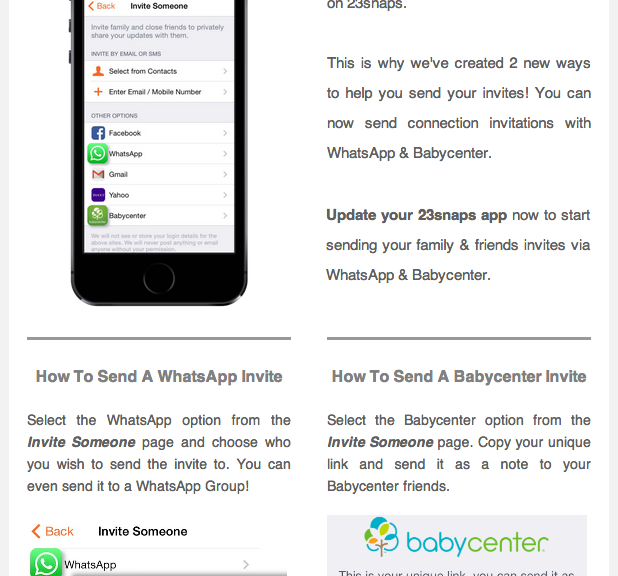 Back Invite Someone
Invite family and close friends to privately
share your updates with them.
INVITE BY EMAIL OR SMS
Select from Contacts
Enter Email / Mobile Number
OTHER OPTIONS
Facebook
WhatsApp
Gmail
Yahoo
Babycenter
We will not see or store your login details for the
above sites. We will never post anything or email
anyone without your permission.
on 23snaps.
This is why we've created 2 new ways
to help you send your invites! You can
now send connection invitations with
WhatsApp & Babycenter.
Update your 23snaps app now to start
sending your family & friends invites via
WhatsApp & Babycenter.
How To Send A WhatsApp Invite
Select the WhatsApp option from the
Invite Someone page and choose who
you wish to send the invite to. You can
even send it to a WhatsApp Group!
Back Invite Someone
WhatsApp
How To Send A Babycenter Invite
Select the Babycenter option from the
Invite Someone page. Copy your unique
link and send it as a note to your
Babycenter friends.
babycenter
This is your unique link, you can send it as